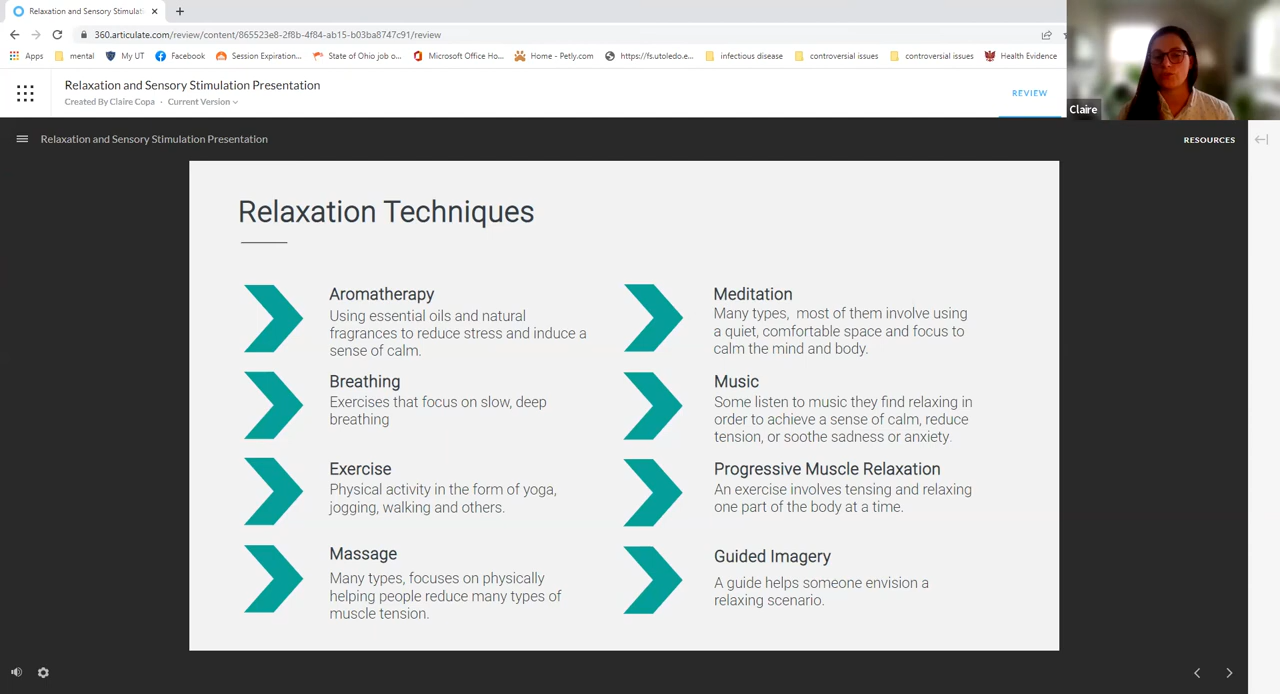 Relaxation and Sensory Stimulati
360.articulate.com/review/content/865523e8-2f8b-4f84-ab15-b03ba8747c91/review
Apps mental My UT Facebook Session Expiration... State of Ohio job o... Microsoft Office Ho... Home - Petly.com https://fs.utoledo.e... infectious disease controversial issues controversial issues Health Evidence
Relaxation and Sensory Stimulation Presentation
Created By Claire Copa · Current Version
REVIEW
Claire
Relaxation and Sensory Stimulation Presentation
RESOURCES
Relaxation Techniques
Aromatherapy
Using essential oils and natural
fragrances to reduce stress and induce a
sense of calm.
Breathing
Exercises that focus on slow, deep
breathing
Exercise
Physical activity in the form of yoga,
jogging, walking and others.
Massage
Many types, focuses on physically
helping people reduce many types of
muscle tension.
Meditation
Many types, most of them involve using
a quiet, comfortable space and focus to
calm the mind and body.
Music
Some listen to music they find relaxing in
order to achieve a sense of calm, reduce
tension, or soothe sadness or anxiety.
Progressive Muscle Relaxation
An exercise involves tensing and relaxing
one part of the body at a time.
Guided Imagery
A guide helps someone envision a
relaxing scenario.